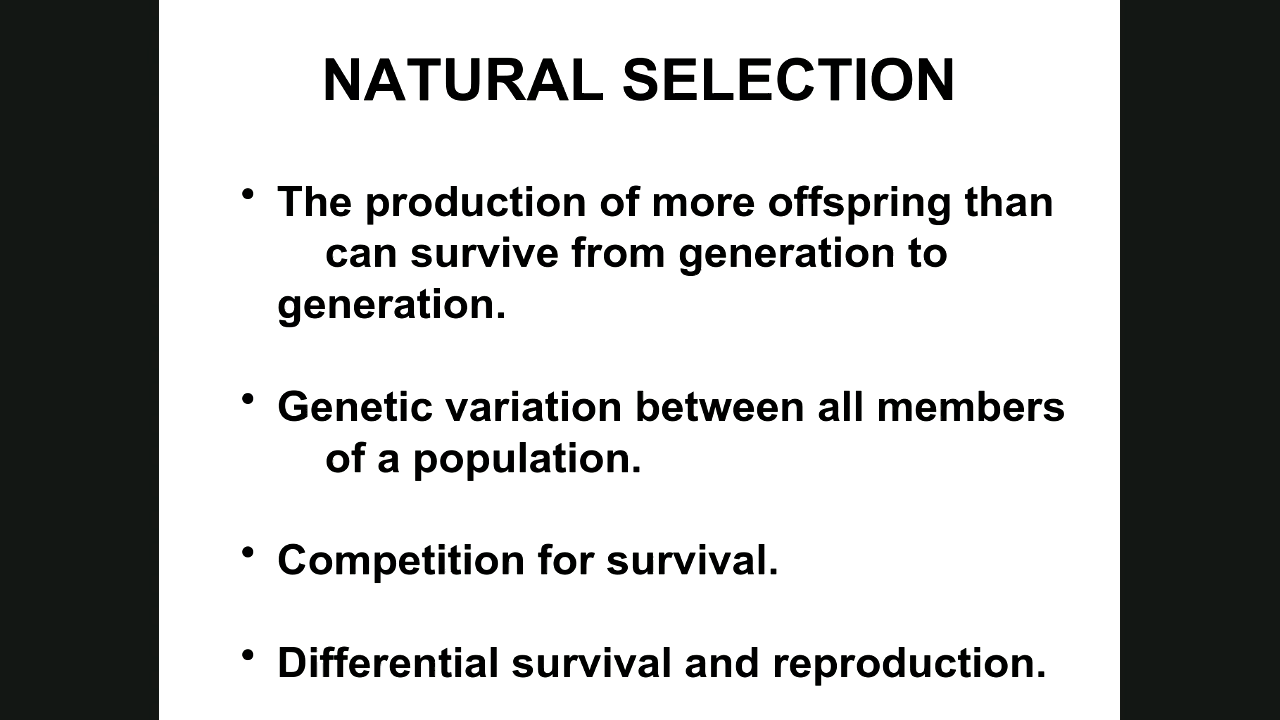 NATURAL SELECTION
• The production of more offspring than
can survive from generation to
generation.
• Genetic variation between all members
of a population.
• Competition for survival.
• Differential survival and reproduction.